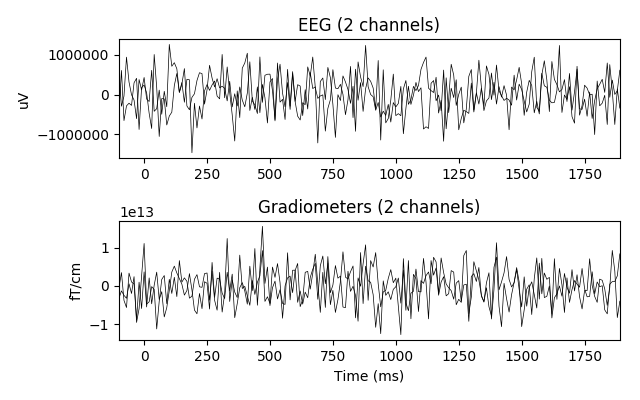 EEG (2 channels)
1000000
0
−1000000
uV
0 250 500 750 1000 1250 1500 1750
1e13
Gradiometers (2 channels)
1
0
−1
fT/cm
0 250 500 750 1000 1250 1500 1750
Time (ms)